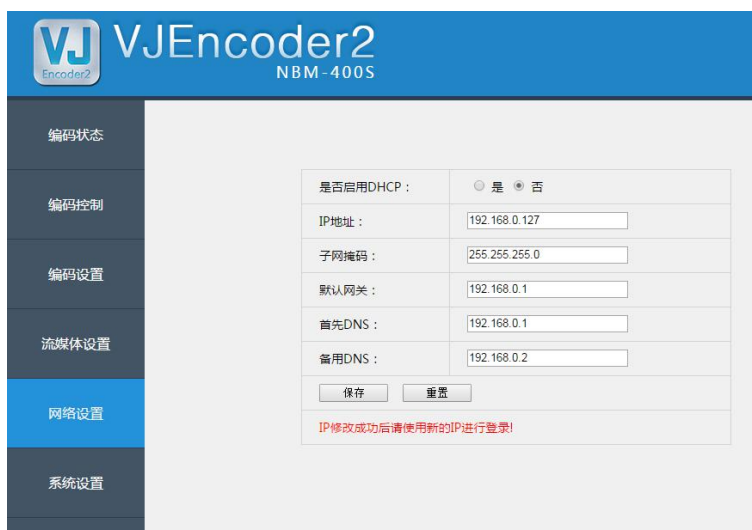 VJ
Encoder2
VJEncoder2
NBM-400S
编码状态
编码控制
编码设置
流媒体设置
网络设置
系统设置
是否启用DHCP： 是 否
IP地址： 192.168.0.127
子网掩码： 255.255.255.0
默认网关： 192.168.0.1
首先DNS： 192.168.0.1
备用DNS： 192.168.0.2
保存 重置
IP修改成功后请使用新的IP进行登录!